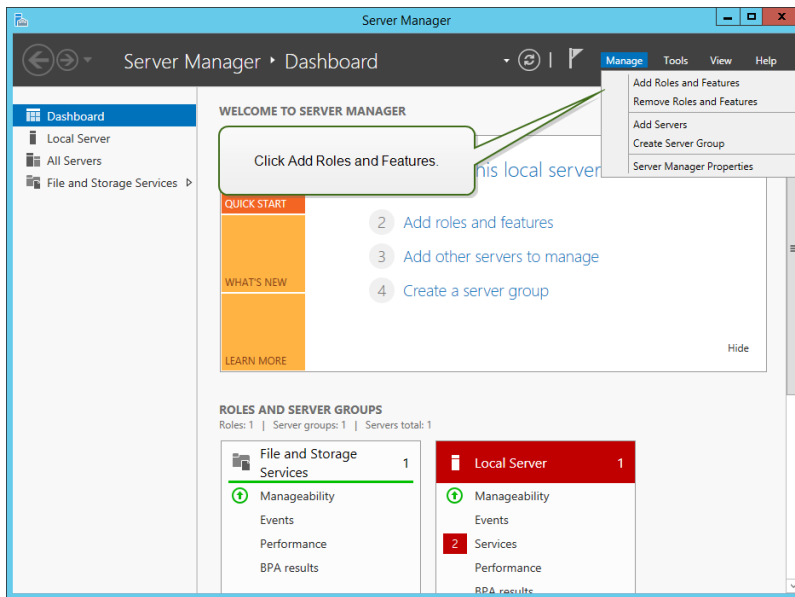 Server Manager
Server Manager • Dashboard
Manage Tools View Help
Add Roles and Features
Remove Roles and Features
Add Servers
Create Server Group
Server Manager Properties
Dashboard
Local Server
All Servers
File and Storage Services
WELCOME TO SERVER MANAGER
Click Add Roles and Features.
his local server
QUICK START
2 Add roles and features
3 Add other servers to manage
WHAT'S NEW
4 Create a server group
Hide
LEARN MORE
ROLES AND SERVER GROUPS
Roles: 1 | Server groups: 1 | Servers total: 1
File and Storage
Services
1
Manageability
Events
Performance
BPA results
Local Server 1
Manageability
Events
2 Services
Performance
BPA results